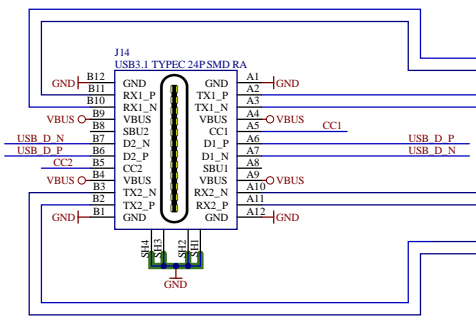 J14
USB3.1 TYPEC 24P SMD RA
GND B12 GND GND A1 GND
B11 RX1_P TX1_P A2
B10 RX1_N TX1_N A3
VBUS B9 VBUS VBUS A4 VBUS
B8 SBU2 CC1 A5 CC1
USB_D_N B7 D2_N D1_P A6 USB_D_P
USB_D_P B6 D2_P D1_N A7 USB_D_N
CC2 B5 CC2 SBU1 A8
VBUS B4 VBUS VBUS A9 VBUS
B3 TX2_N RX2_N A10
B2 TX2_P RX2_P A11
GND B1 GND GND A12 GND
SH4 SH3 SH2 SH1
GND